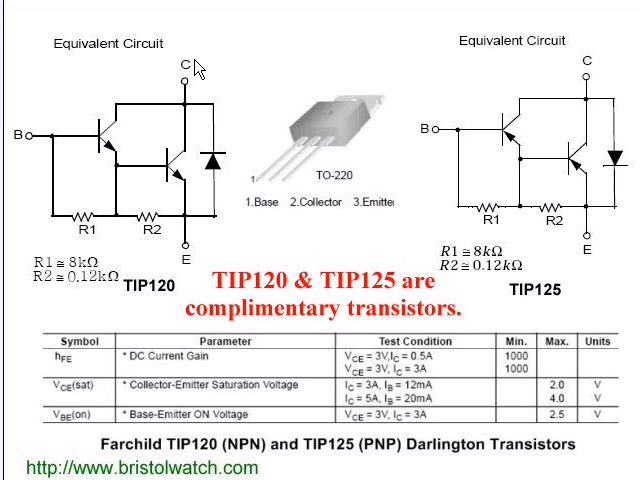 Equivalent Circuit
C
B
R1
R2
E
R1≅8kΩ
R2≅0.12kΩ
TIP120
1
TO-220
1.Base 2.Collector 3.Emitter
Equivalent Circuit
C
B
R1
R2
E
R1≅8kΩ
R2≅0.12kΩ
TIP125
TIP120 & TIP125 are
complimentary transistors.
Symbol Parameter Test Condition Min. Max. Units
hFE * DC Current Gain VCE = 3V,IC = 0.5A 1000
VCE = 3V, IC = 3A 1000
VCE(sat) * Collector-Emitter Saturation Voltage IC = 3A, IB = 12mA 2.0 V
IC = 5A, IB = 20mA 4.0 V
VBE(on) * Base-Emitter ON Voltage VCE = 3V, IC = 3A 2.5 V
Farchild TIP120 (NPN) and TIP125 (PNP) Darlington Transistors
http://www.bristolwatch.com